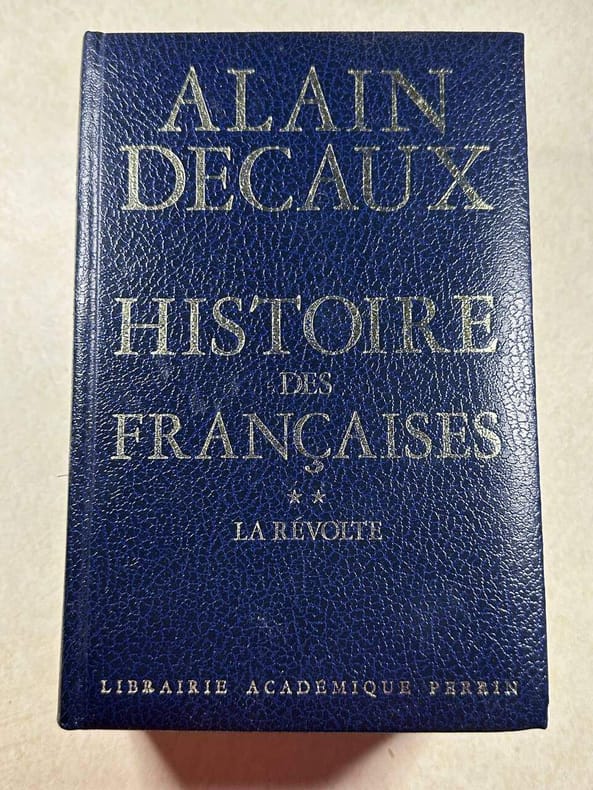 ALAIN
DECAUX
HISTOIRE
DES
FRANÇAISES
★ ★
LA RÉVOLTE
LIBRAIRIE ACADÉMIQUE PERRIN